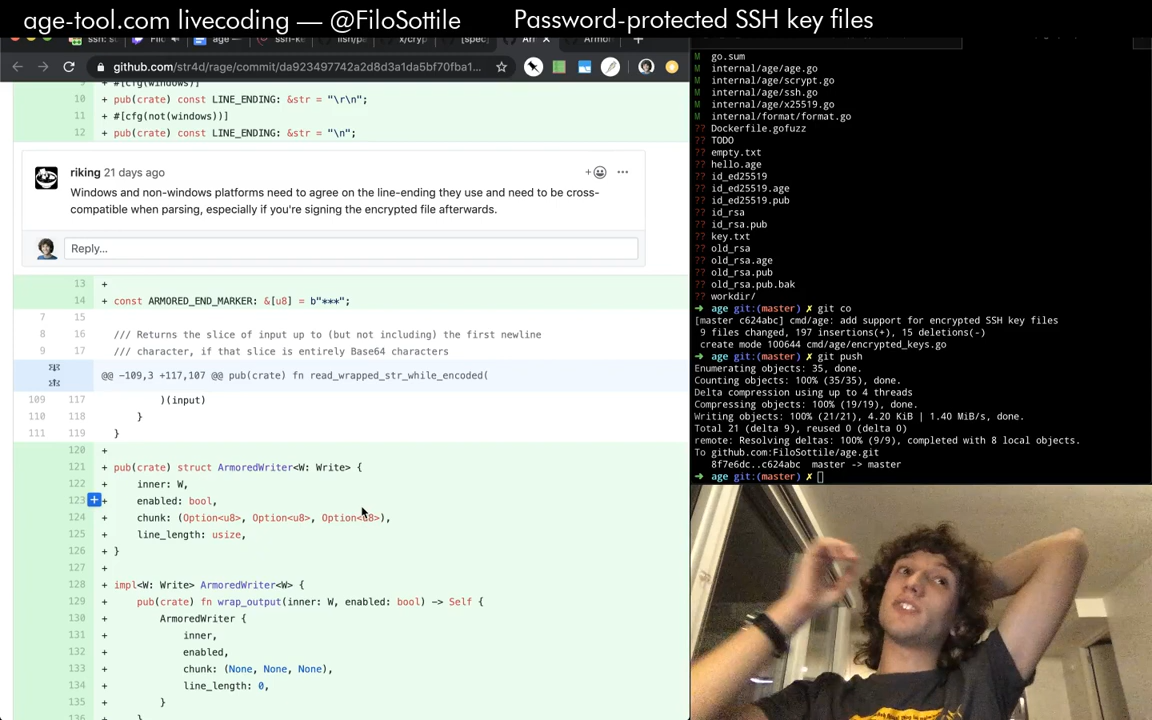 age-tool.com livecoding — @FiloSottile
Password-protected SSH key files
github.com/str4d/rage/commit/da923497742a2d8d3a1da5bf70fba1...
9 + #[cfg(windows)]
10 + pub(crate) const LINE_ENDING: &str = "\r\n";
11 + #[cfg(not(windows))]
12 + pub(crate) const LINE_ENDING: &str = "\n";
riking 21 days ago
Windows and non-windows platforms need to agree on the line-ending they use and need to be cross-
compatible when parsing, especially if you're signing the encrypted file afterwards.
Reply...
13 +
14 + const ARMORED_END_MARKER: &[u8] = b"***";
7 15
8 16 /// Returns the slice of input up to (but not including) the first newline
9 17 /// character, if that slice is entirely Base64 characters
@@ -109,3 +117,107 @@ pub(crate) fn read_wrapped_str_while_encoded(
109 117 )(input)
110 118 }
111 119 }
120 +
121 + pub(crate) struct ArmoredWriter<W: Write> {
122 + inner: W,
123 + enabled: bool,
124 + chunk: (Option<u8>, Option<u8>, Option<u8>),
125 + line_length: usize,
126 + }
127 +
128 + impl<W: Write> ArmoredWriter<W> {
129 + pub(crate) fn wrap_output(inner: W, enabled: bool) -> Self {
130 + ArmoredWriter {
131 + inner,
132 + enabled,
133 + chunk: (None, None, None),
134 + line_length: 0,
135 + }
136 + }
M go.sum
M internal/age/age.go
M internal/age/scrypt.go
M internal/age/ssh.go
M internal/age/x25519.go
M internal/format/format.go
?? Dockerfile.gofuzz
?? TODO
?? empty.txt
?? hello.age
?? id_ed25519
?? id_ed25519.age
?? id_ed25519.pub
?? id_rsa
?? id_rsa.pub
?? key.txt
?? old_rsa
?? old_rsa.age
?? old_rsa.pub
?? old_rsa.pub.bak
?? workdir/
➜ age git:(master) ✗ git co
[master c624abc] cmd/age: add support for encrypted SSH key files
9 files changed, 197 insertions(+), 15 deletions(-)
create mode 100644 cmd/age/encrypted_keys.go
➜ age git:(master) ✗ git push
Enumerating objects: 35, done.
Counting objects: 100% (35/35), done.
Delta compression using up to 4 threads
Compressing objects: 100% (19/19), done.
Writing objects: 100% (21/21), 4.20 KiB | 1.40 MiB/s, done.
Total 21 (delta 9), reused 0 (delta 0)
remote: Resolving deltas: 100% (9/9), completed with 8 local objects.
To github.com:FiloSottile/age.git
8f7e6dc..c624abc master -> master
➜ age git:(master) ✗